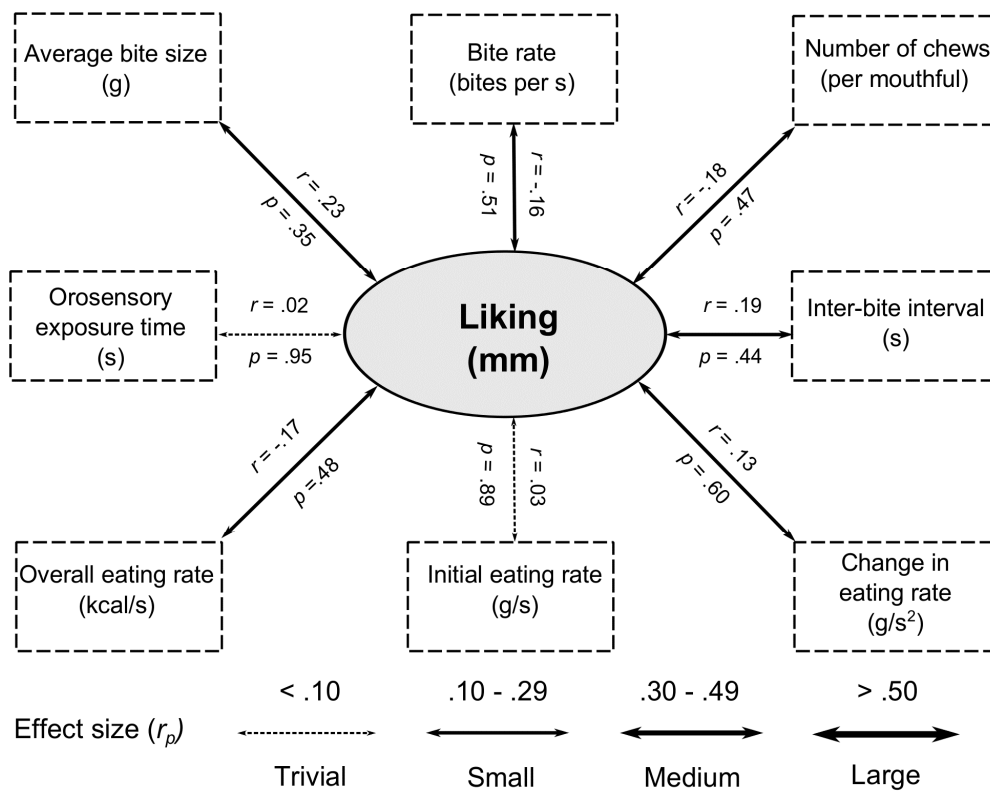 Average bite size
(g)
Bite rate
(bites per s)
Number of chews
(per mouthful)
r = .23
p = .35
r = -.16
p = .51
r = -.18
p = .47
Orosensory
exposure time
(s)
r = .02
p = .95
Liking
(mm)
r = .19
p = .44
Inter-bite interval
(s)
r = -.17
p =.48
r = .03
p = .89
r = .13
p = .60
Overall eating rate
(kcal/s)
Initial eating rate
(g/s)
Change in
eating rate
(g/s²)
< .10
.10 - .29
.30 - .49
> .50
Effect size (rₚ)
Trivial
Small
Medium
Large